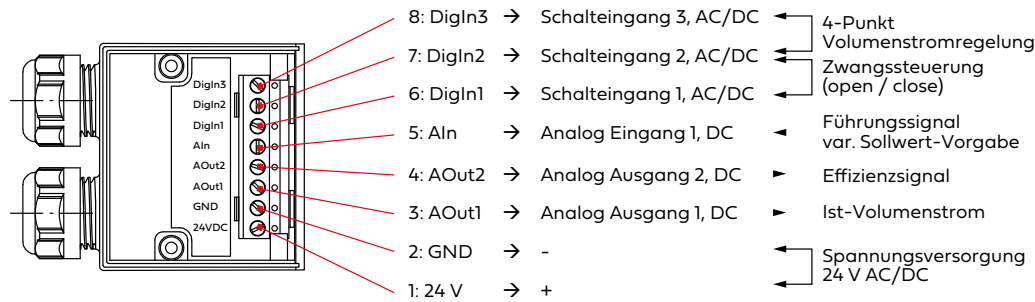 DigIn3
DigIn2
DigIn1
AIn
AOut2
AOut1
GND
24VDC
8: DigIn3 → Schalteingang 3, AC/DC
7: DigIn2 → Schalteingang 2, AC/DC
6: DigIn1 → Schalteingang 1, AC/DC
5: AIn → Analog Eingang 1, DC
4: AOut2 → Analog Ausgang 2, DC
3: AOut1 → Analog Ausgang 1, DC
2: GND → -
1: 24 V → +
4-Punkt
Volumenstromregelung
Zwangssteuerung
(open / close)
Führungssignal
var. Sollwert-Vorgabe
Effizienzsignal
Ist-Volumenstrom
Spannungsversorgung
24 V AC/DC